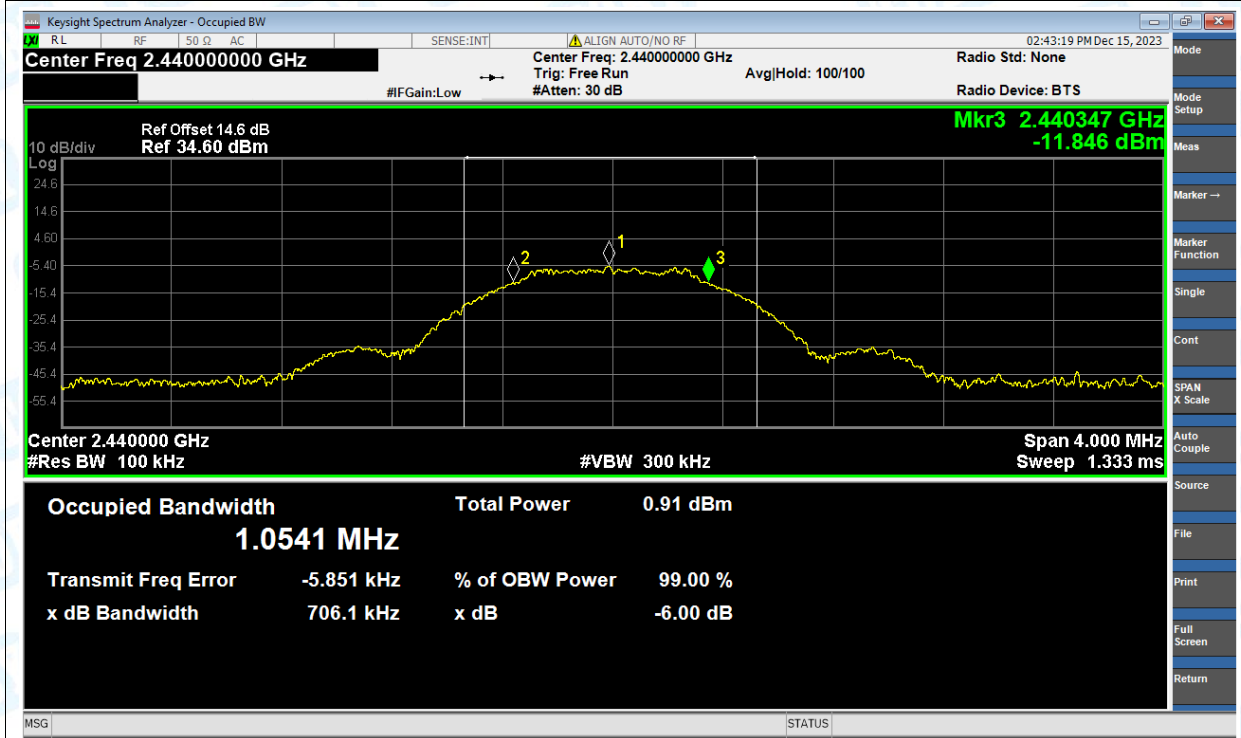 Keysight Spectrum Analyzer - Occupied BW
LXI RL RF 50 Ω AC SENSE:INT ALIGN AUTO/NO RF 02:43:19 PM Dec 15, 2023
Center Freq 2.440000000 GHz
Center Freq: 2.440000000 GHz
Radio Std: None
Trig: Free Run
Avg|Hold: 100/100
#IFGain:Low
#Atten: 30 dB
Radio Device: BTS
Mkr3 2.440347 GHz
-11.846 dBm
Ref Offset 14.6 dB
10 dB/div Ref 34.60 dBm
Log
24.6
14.6
4.60
-5.40
-15.4
-25.4
-35.4
-45.4
-55.4
2
1
3
Center 2.440000 GHz Span 4.000 MHz
#Res BW 100 kHz #VBW 300 kHz Sweep 1.333 ms
Occupied Bandwidth Total Power 0.91 dBm
1.0541 MHz
Transmit Freq Error -5.851 kHz % of OBW Power 99.00 %
x dB Bandwidth 706.1 kHz x dB -6.00 dB
MSG STATUS
Mode
Mode
Setup
Meas
Marker→
Marker
Function
Single
Cont
SPAN
X Scale
Auto
Couple
Source
File
Print
Full
Screen
Return